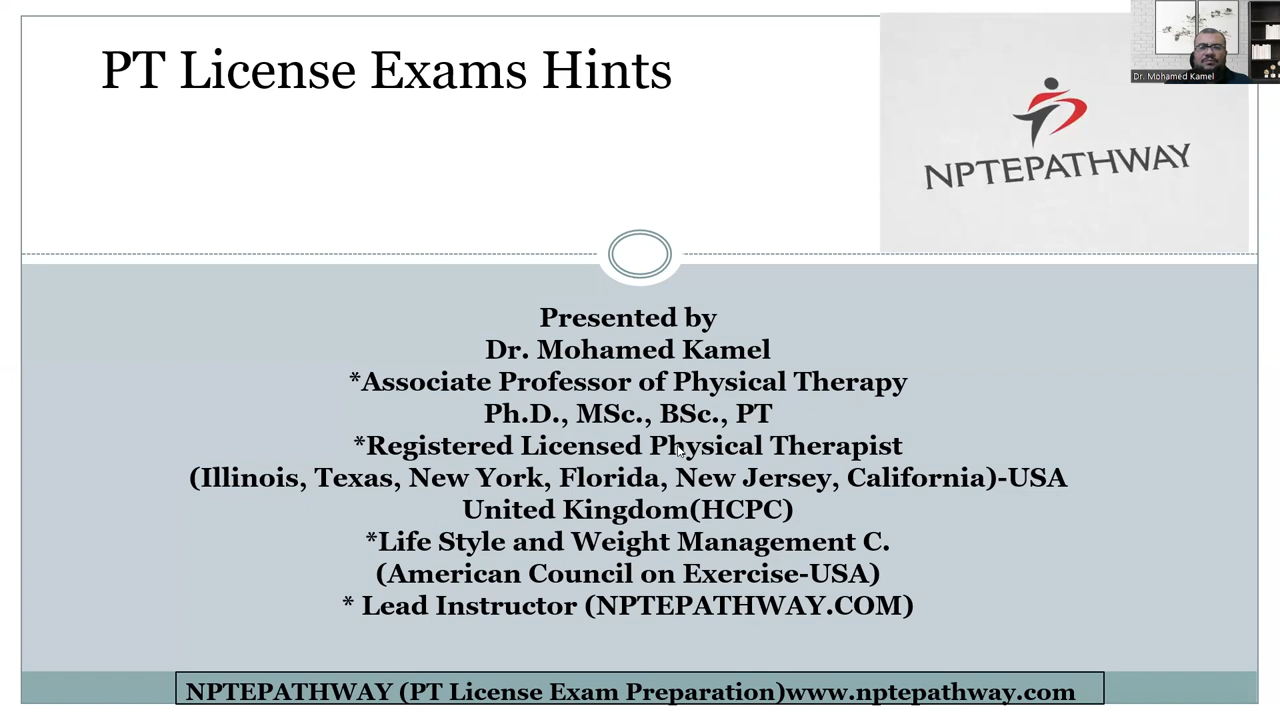 PT License Exams Hints
NPTEPATHWAY
Dr. Mohamed Kamel
Presented by
Dr. Mohamed Kamel
*Associate Professor of Physical Therapy
Ph.D., MSc., BSc., PT
*Registered Licensed Physical Therapist
(Illinois, Texas, New York, Florida, New Jersey, California)-USA
United Kingdom(HCPC)
*Life Style and Weight Management C.
(American Council on Exercise-USA)
* Lead Instructor (NPTEPATHWAY.COM)
NPTEPATHWAY (PT License Exam Preparation)www.nptepathway.com